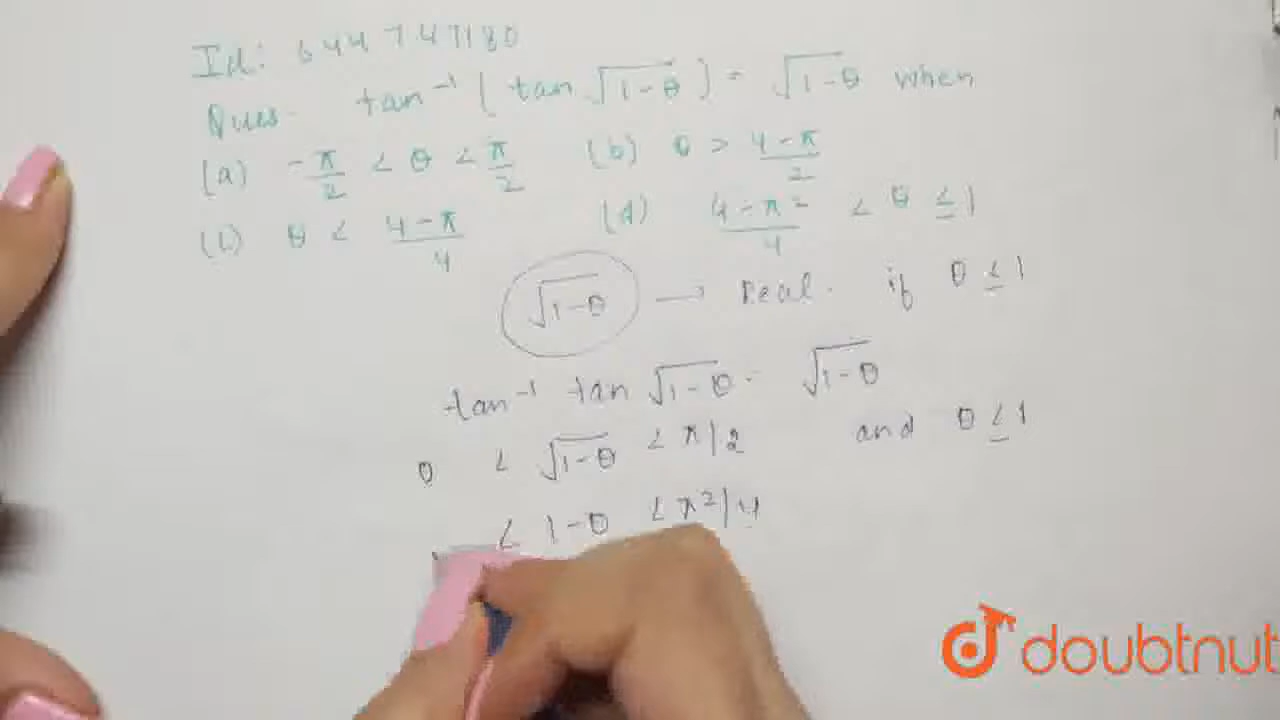 Id: 644747180
Ques. tan⁻¹ ( tan √1-θ ) = √1-θ when
(a) -π/2 < θ < π/2 (b) θ > 4-π/2
(c) θ < 4-π/4 (d) 4-π²/4 < θ ≤ 1
√1-θ → Real. if θ ≤ 1
tan⁻¹ tan √1-θ = √1-θ
0 < √1-θ < π/2 and θ ≤ 1
< 1-θ < π²/4
doubtnut